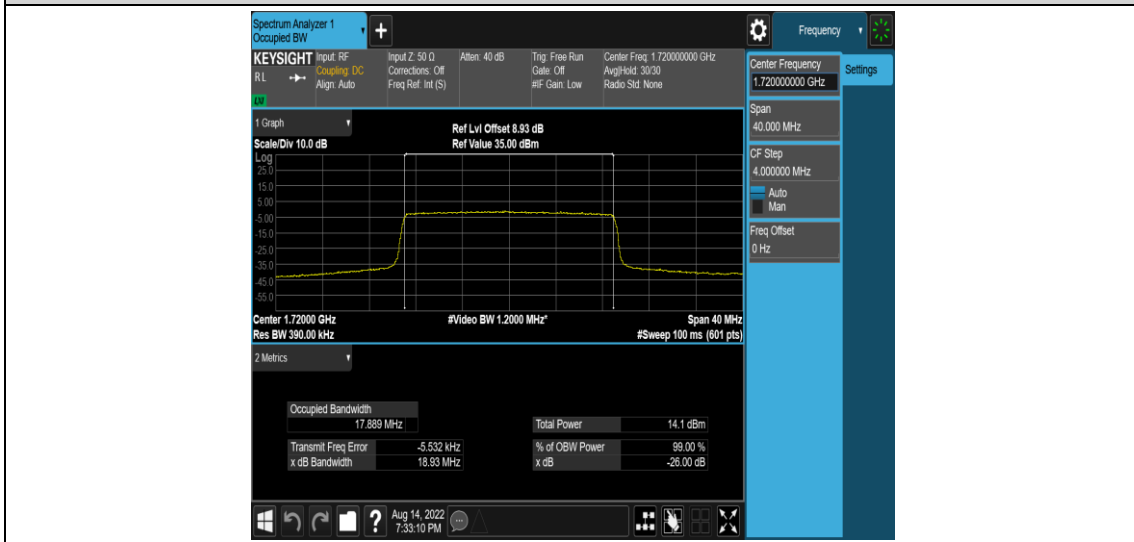 Spectrum Analyzer 1
Occupied BW
Frequency
KEYSIGHT
RL
Input: RF
Coupling: DC
Align: Auto
Input Z: 50 Ω
Corrections: Off
Freq Ref: Int (S)
Atten: 40 dB
Trig: Free Run
Gate: Off
#IF Gain: Low
Center Freq: 1.720000000 GHz
Avg|Hold: 30/30
Radio Std: None
Center Frequency
1.720000000 GHz
Settings
Span
40.000 MHz
CF Step
4.000000 MHz
Auto
Man
Freq Offset
0 Hz
1 Graph
Scale/Div 10.0 dB
Ref Lvl Offset 8.93 dB
Ref Value 35.00 dBm
Log
25.0
15.0
5.00
-5.00
-15.0
-25.0
-35.0
-45.0
-55.0
Center 1.72000 GHz
#Video BW 1.2000 MHz*
Span 40 MHz
Res BW 390.00 kHz
#Sweep 100 ms (601 pts)
2 Metrics
Occupied Bandwidth
17.889 MHz
Total Power 14.1 dBm
Transmit Freq Error -5.532 kHz
% of OBW Power 99.00 %
x dB Bandwidth 18.93 MHz
x dB -26.00 dB
?
Aug 14, 2022
7:33:10 PM